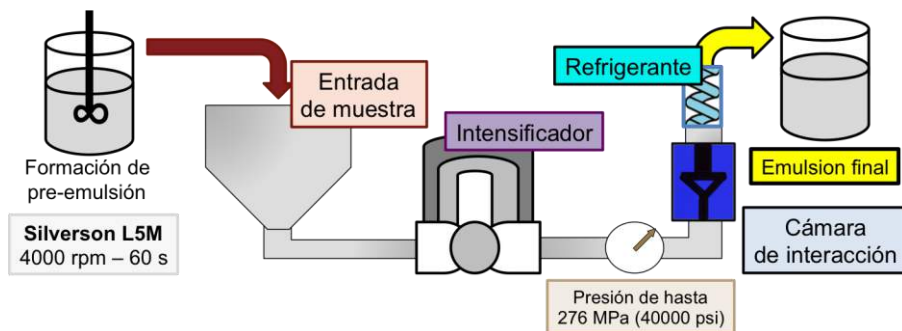 Formación de
pre-emulsión
Silverson L5M
4000 rpm – 60 s
Entrada
de muestra
Intensificador
Presión de hasta
276 MPa (40000 psi)
Refrigerante
Cámara
de interacción
Emulsion final